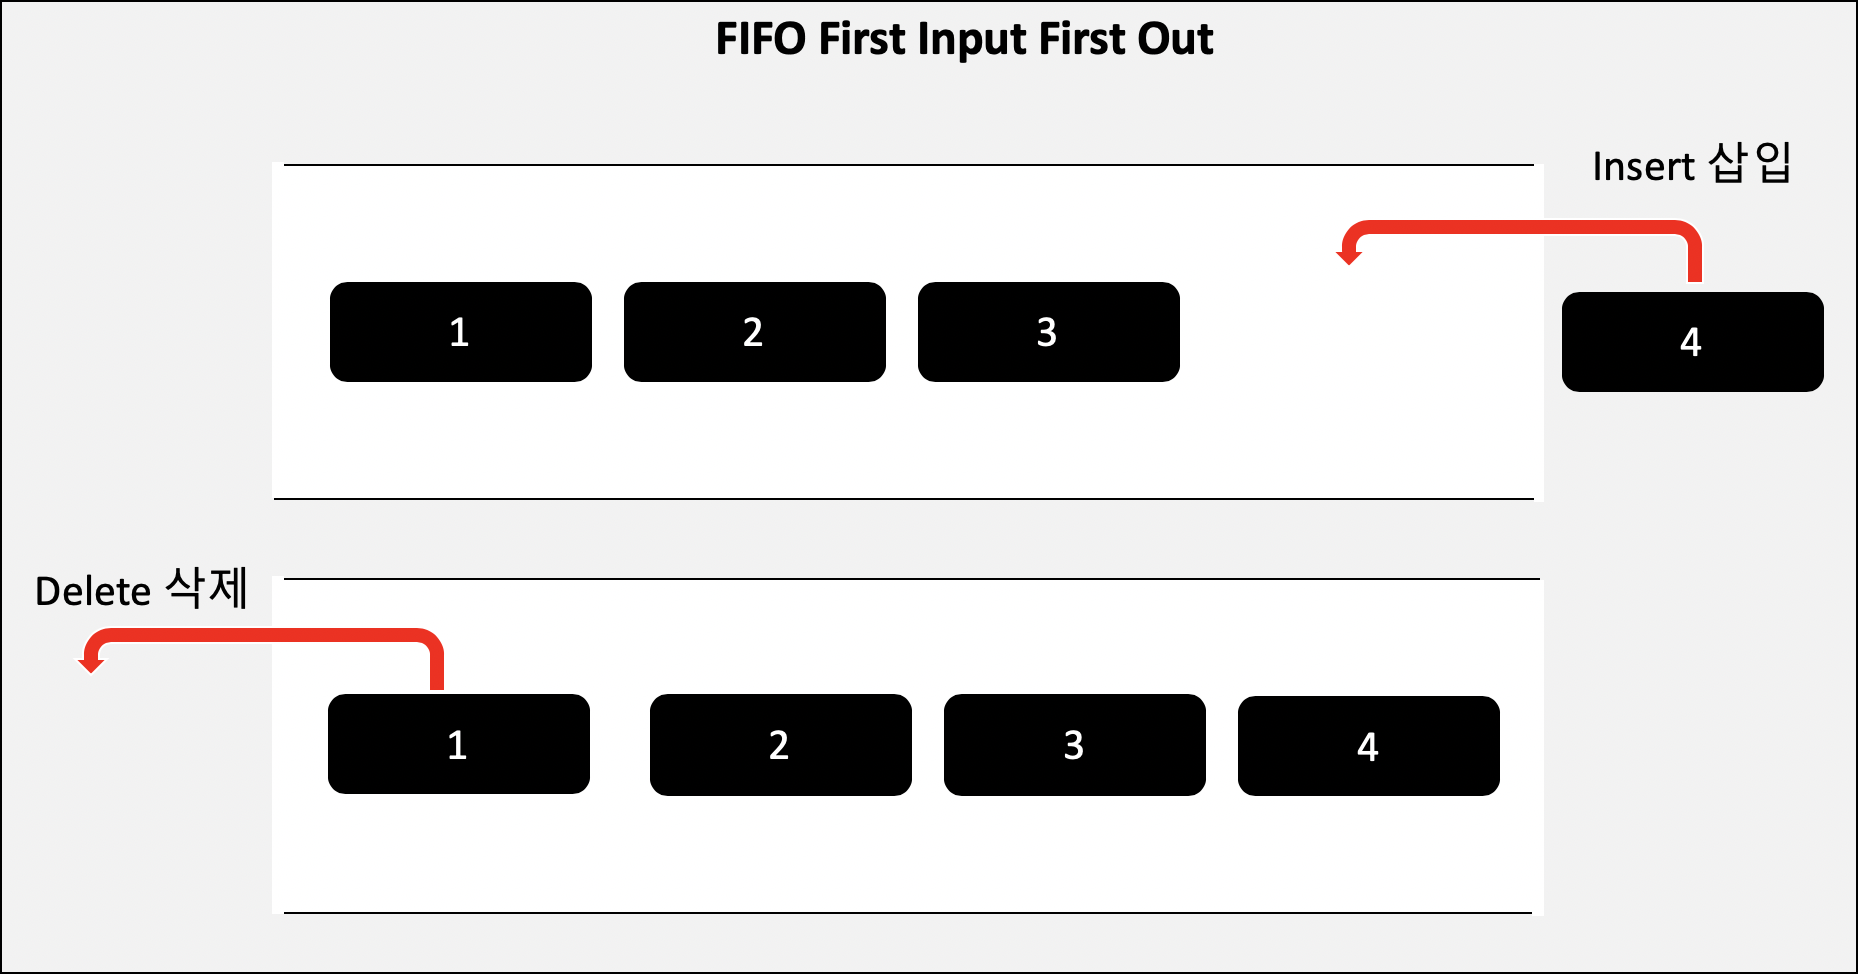 FIFO First Input First Out
Insert 삽입
1 2 3
4
Delete 삭제
1 2 3 4